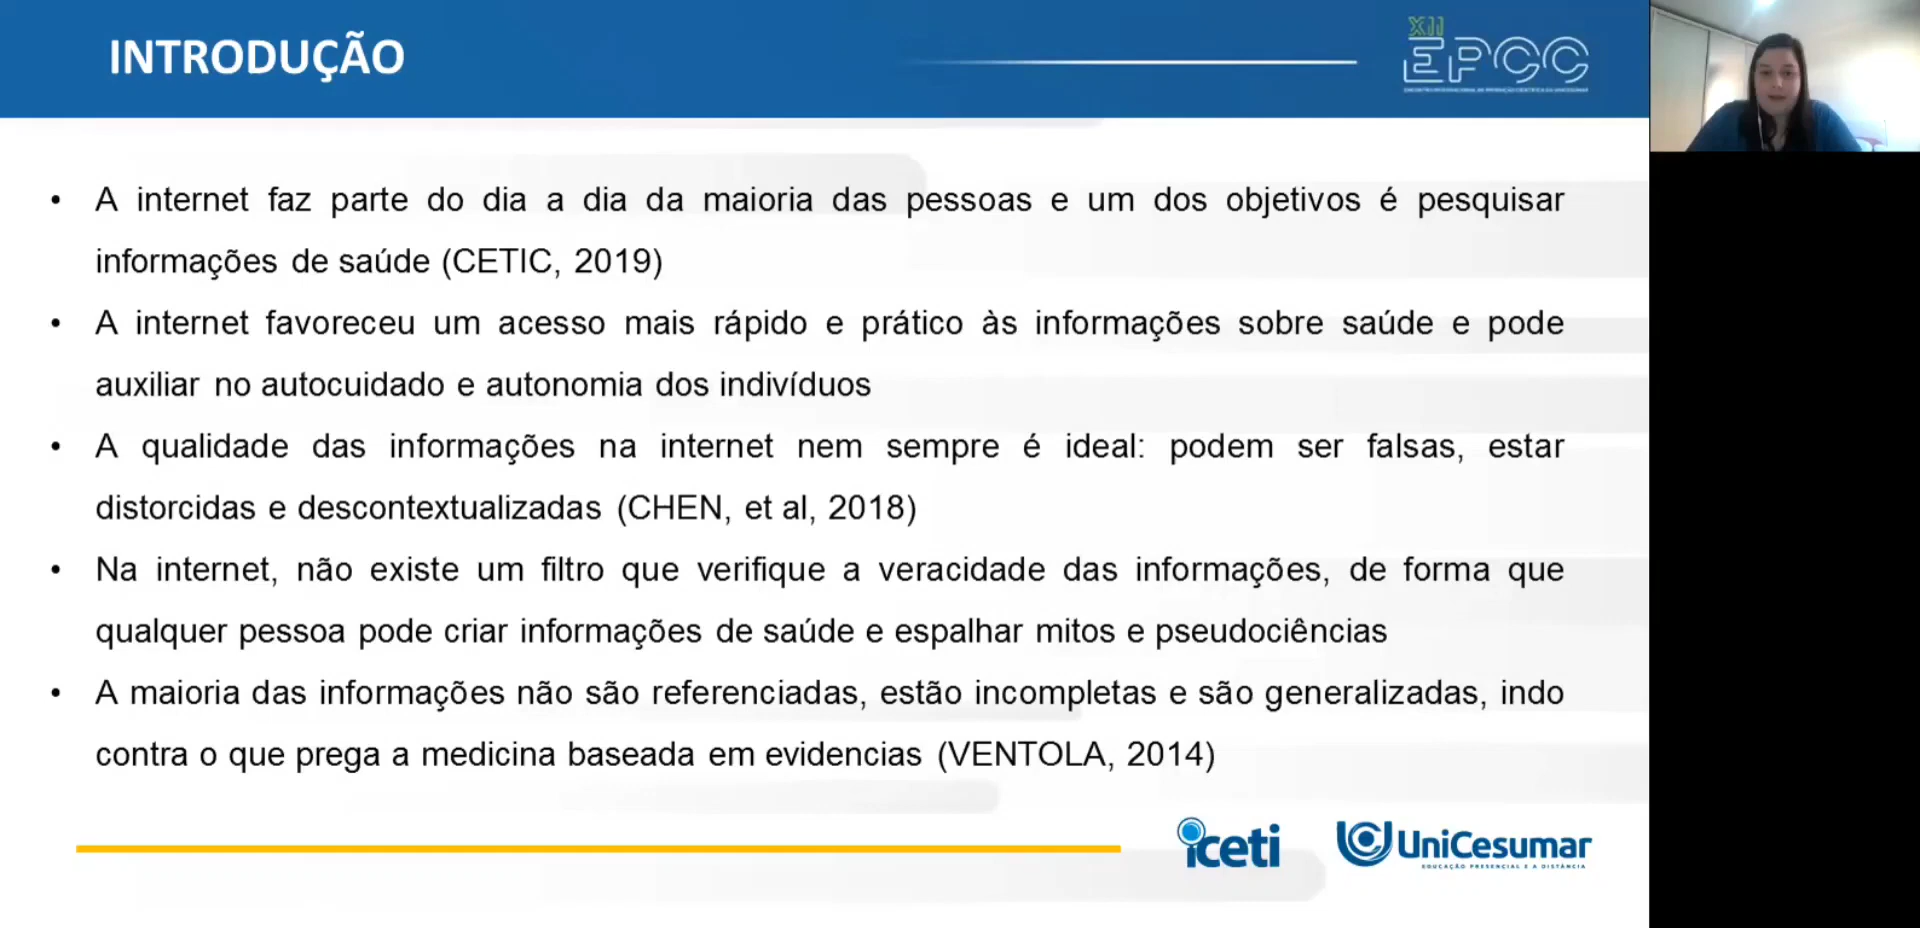 INTRODUÇÃO
XII
EPCC
• A internet faz parte do dia a dia da maioria das pessoas e um dos objetivos é pesquisar
informações de saúde (CETIC, 2019)
• A internet favoreceu um acesso mais rápido e prático às informações sobre saúde e pode
auxiliar no autocuidado e autonomia dos indivíduos
• A qualidade das informações na internet nem sempre é ideal: podem ser falsas, estar
distorcidas e descontextualizadas (CHEN, et al, 2018)
• Na internet, não existe um filtro que verifique a veracidade das informações, de forma que
qualquer pessoa pode criar informações de saúde e espalhar mitos e pseudociências
• A maioria das informações não são referenciadas, estão incompletas e são generalizadas, indo
contra o que prega a medicina baseada em evidencias (VENTOLA, 2014)
iceti
UniCesumar
EDUCAÇÃO PRESENCIAL E A DISTÂNCIA